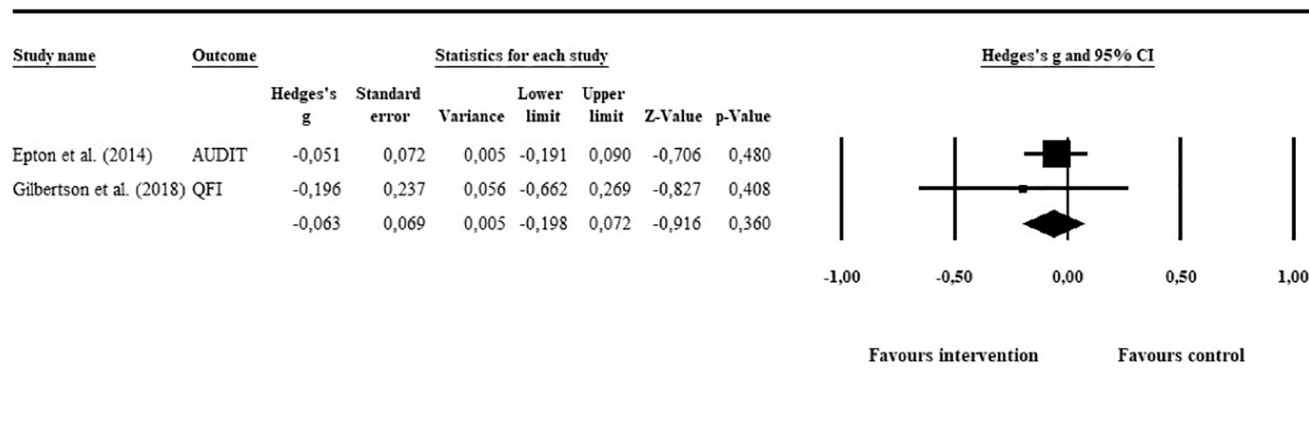 Study name Outcome Statistics for each study Hedges's g and 95% CI
Hedges's Standard Lower Upper
g error Variance limit limit Z-Value p-Value
Epton et al. (2014) AUDIT -0,051 0,072 0,005 -0,191 0,090 -0,706 0,480
Gilbertson et al. (2018) QFI -0,196 0,237 0,056 -0,662 0,269 -0,827 0,408
-0,063 0,069 0,005 -0,198 0,072 -0,916 0,360
-1,00 -0,50 0,00 0,50 1,00
Favours intervention Favours control